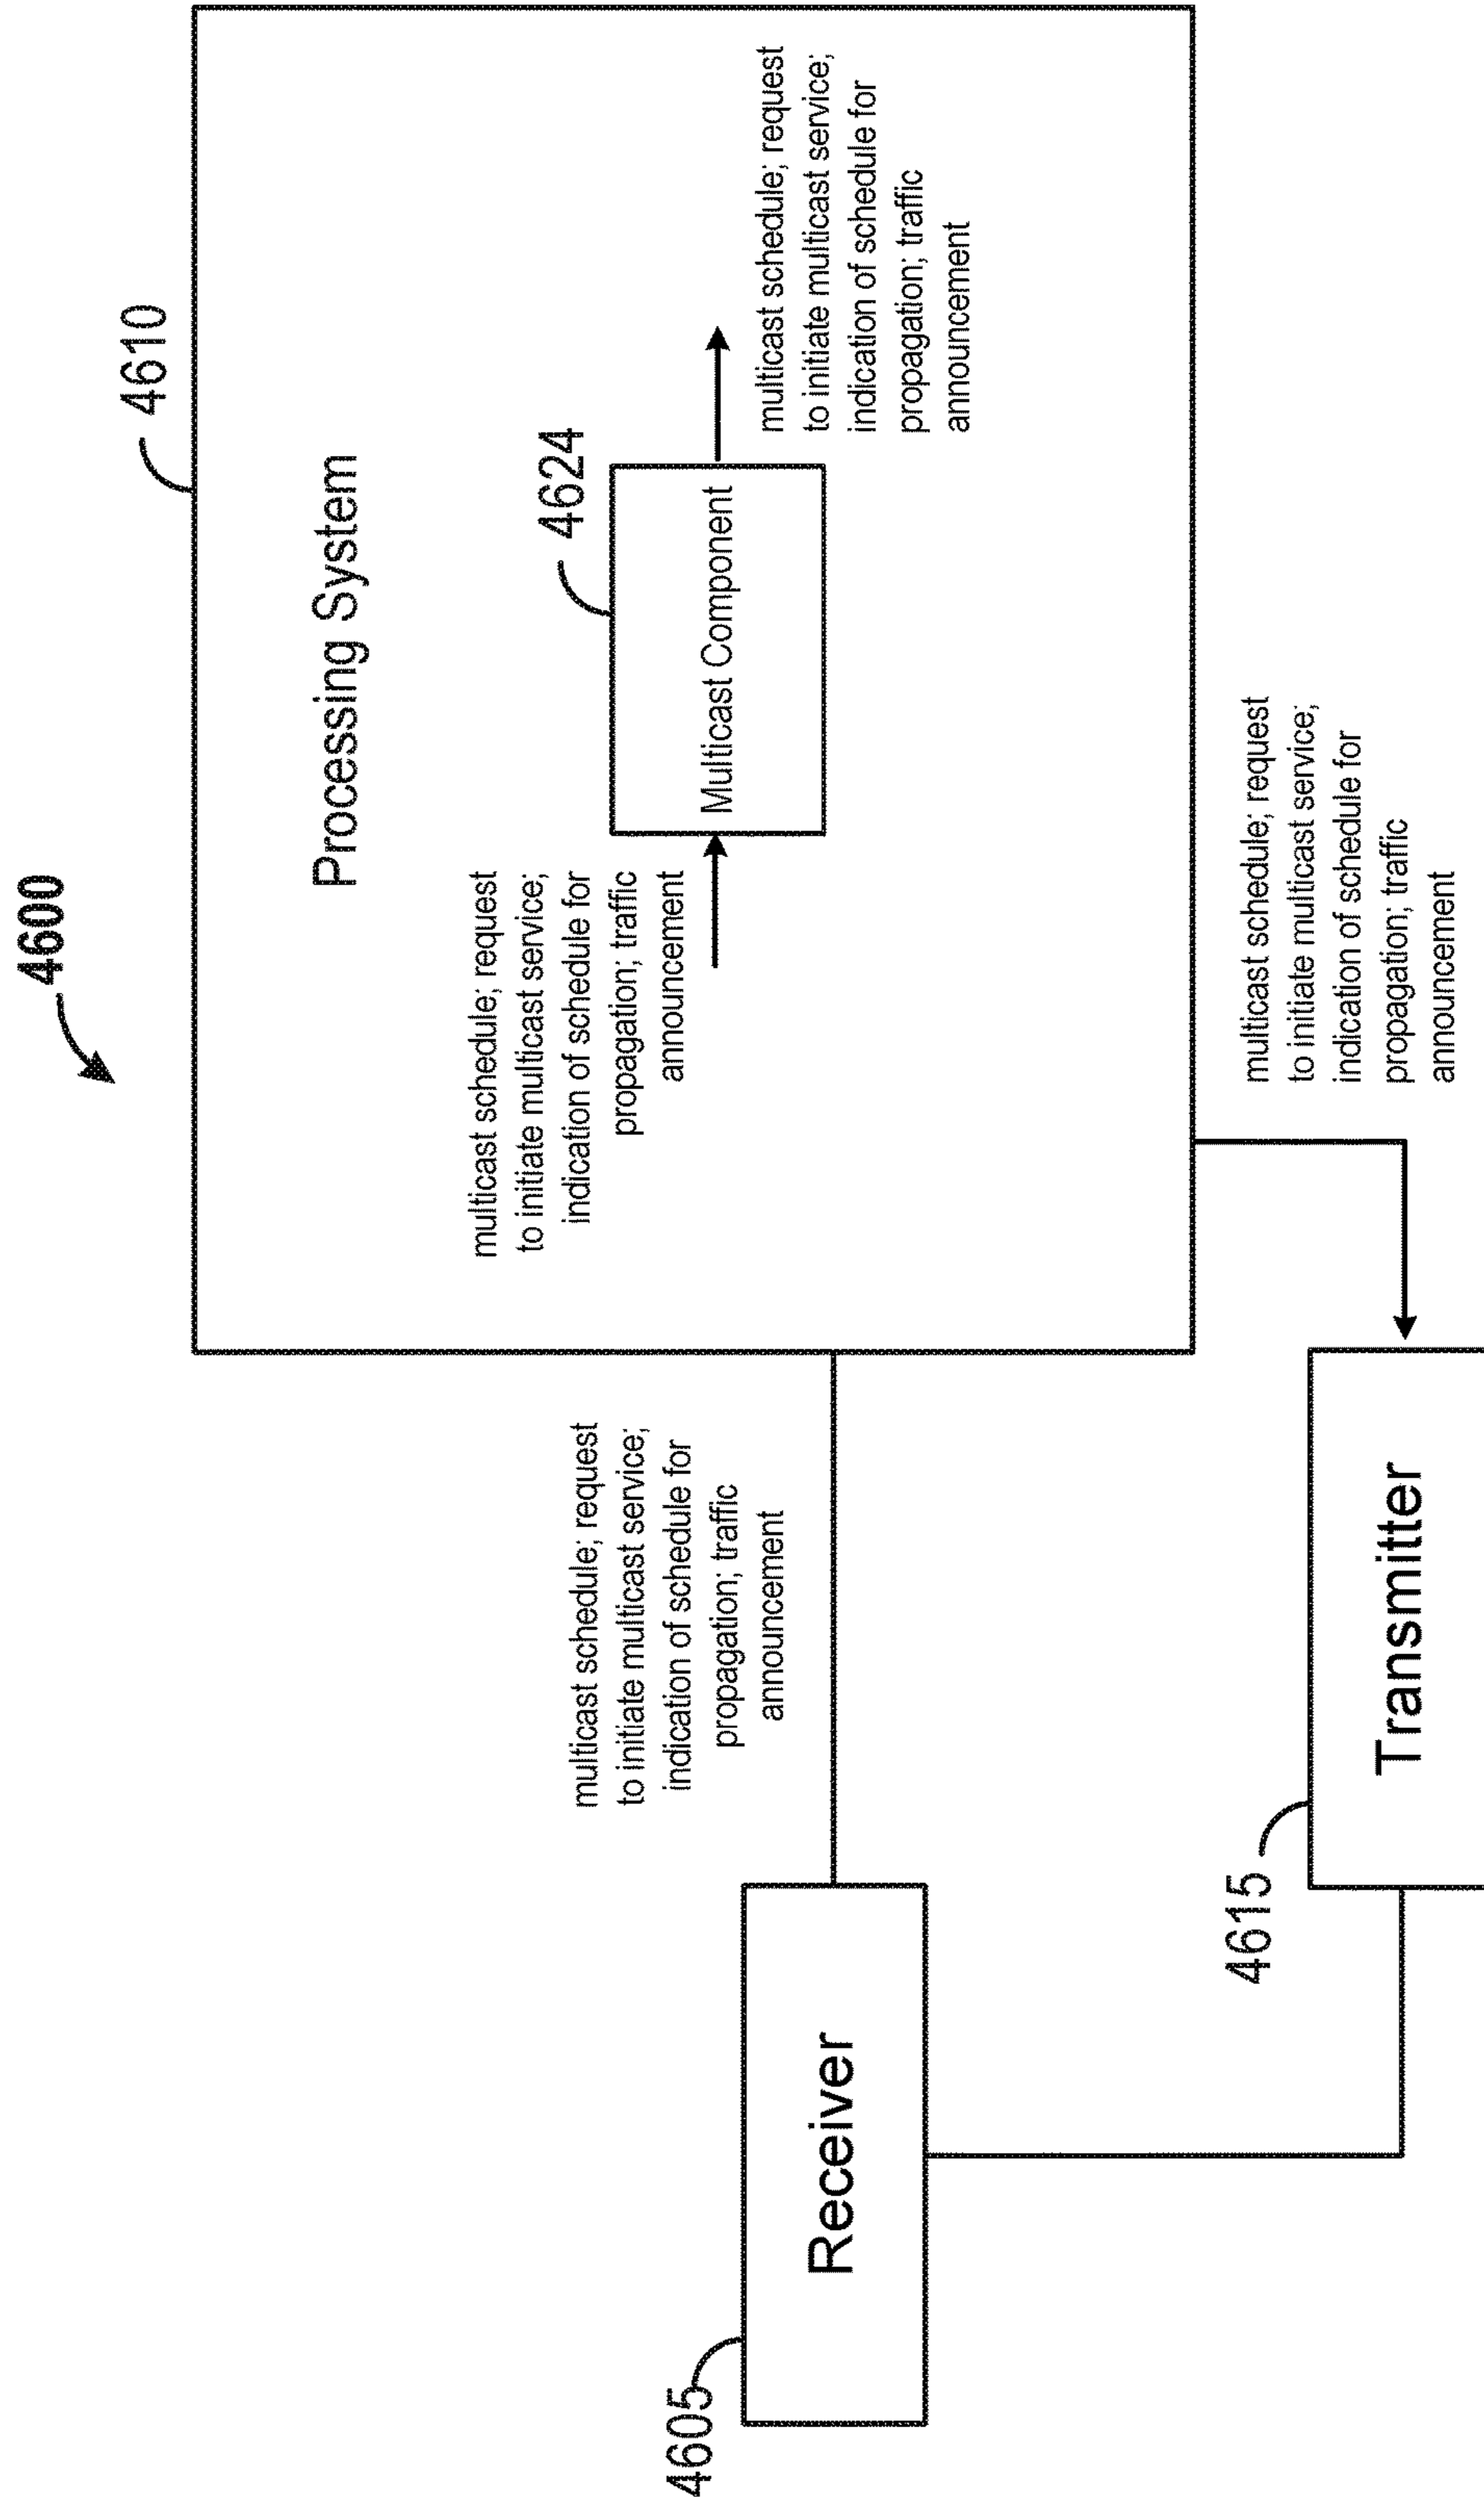 4600
4610
Processing System
multicast schedule; request
to initiate multicast service;
indication of schedule for
propagation; traffic
announcement
4624
Multicast Component
multicast schedule; request
to initiate multicast service;
indication of schedule for
propagation; traffic
announcement
multicast schedule; request
to initiate multicast service;
indication of schedule for
propagation; traffic
announcement
4605
Receiver
multicast schedule; request
to initiate multicast service;
indication of schedule for
propagation; traffic
announcement
4615
Transmitter